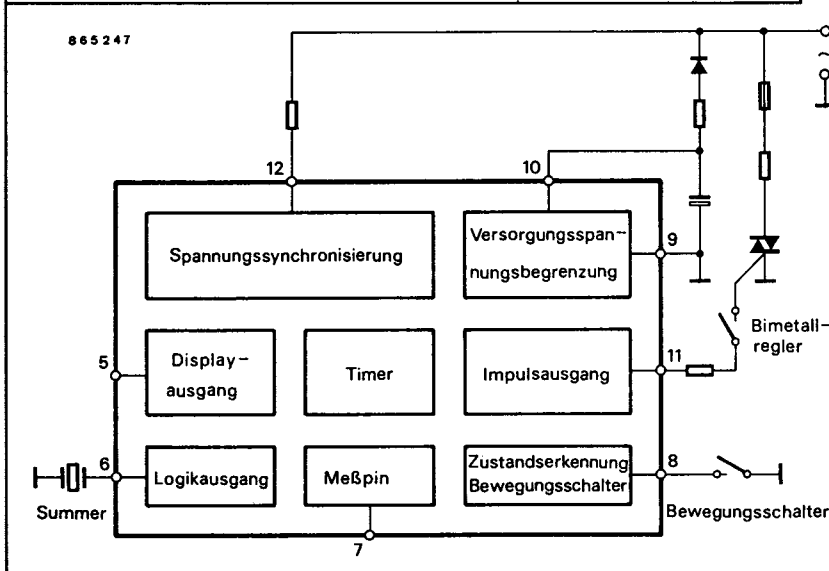 865247
12
10
Spannungssynchronisierung
Versorgungsspan-
nungsbegrenzung
9
5
Display-
ausgang
Timer
Impulsausgang
11
Bimetall-
regler
6
Logikausgang
Meßpin
Zustandserkennung
Bewegungsschalter
8
Summer
Bewegungsschalter
7